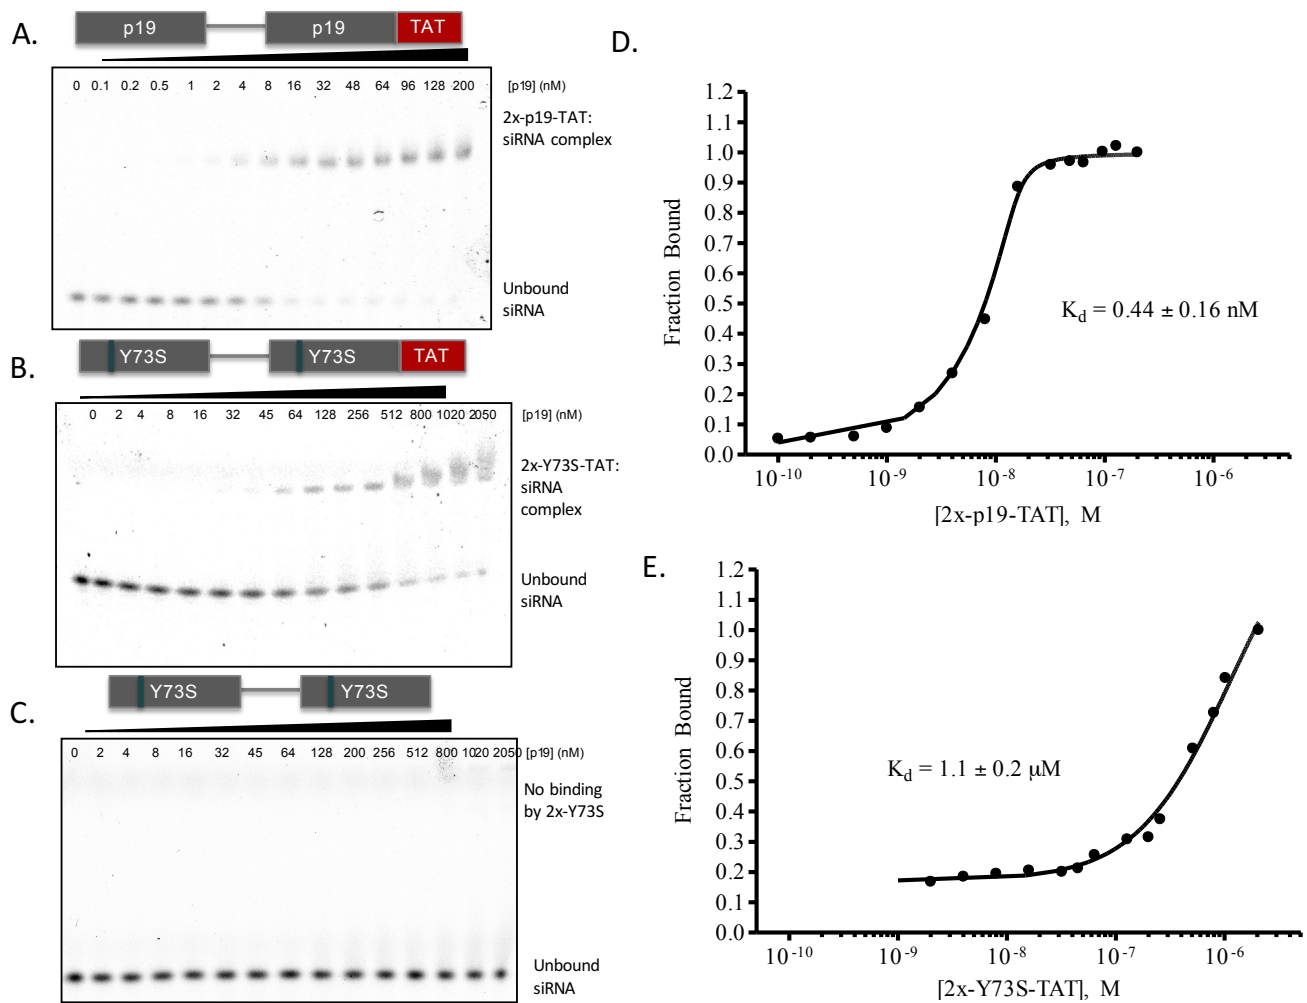 A.
p19 p19 TAT
0 0.1 0.2 0.5 1 2 4 8 16 32 48 64 96 128 200 [p19] (nM)
2x-p19-TAT:
siRNA complex
Unbound
siRNA
B.
Y73S Y73S TAT
0 2 4 8 16 32 45 64 128 256 512 800 1020 2050 [p19] (nM)
2x-Y73S-TAT:
siRNA
complex
Unbound
siRNA
C.
Y73S Y73S
0 2 4 8 16 32 45 64 128 200 256 512 800 1020 2050 [p19] (nM)
No binding
by 2x-Y73S
Unbound
siRNA
D.
1.2
1.1
1.0
0.9
0.8
0.7
0.6
0.5
0.4
0.3
0.2
0.1
0.0
Fraction Bound
Kd = 0.44 ± 0.16 nM
10-10 10-9 10-8 10-7 10-6
[2x-p19-TAT], M
E.
1.2
1.1
1.0
0.9
0.8
0.7
0.6
0.5
0.4
0.3
0.2
0.1
0.0
Fraction Bound
Kd = 1.1 ± 0.2 µM
10-10 10-9 10-8 10-7 10-6
[2x-Y73S-TAT], M